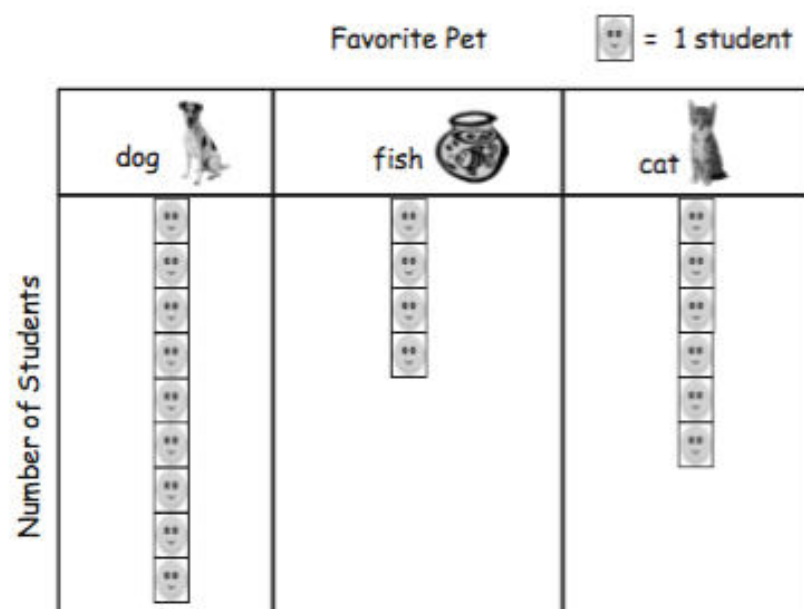 Favorite Pet
= 1 student
dog
fish
cat
Number of Students